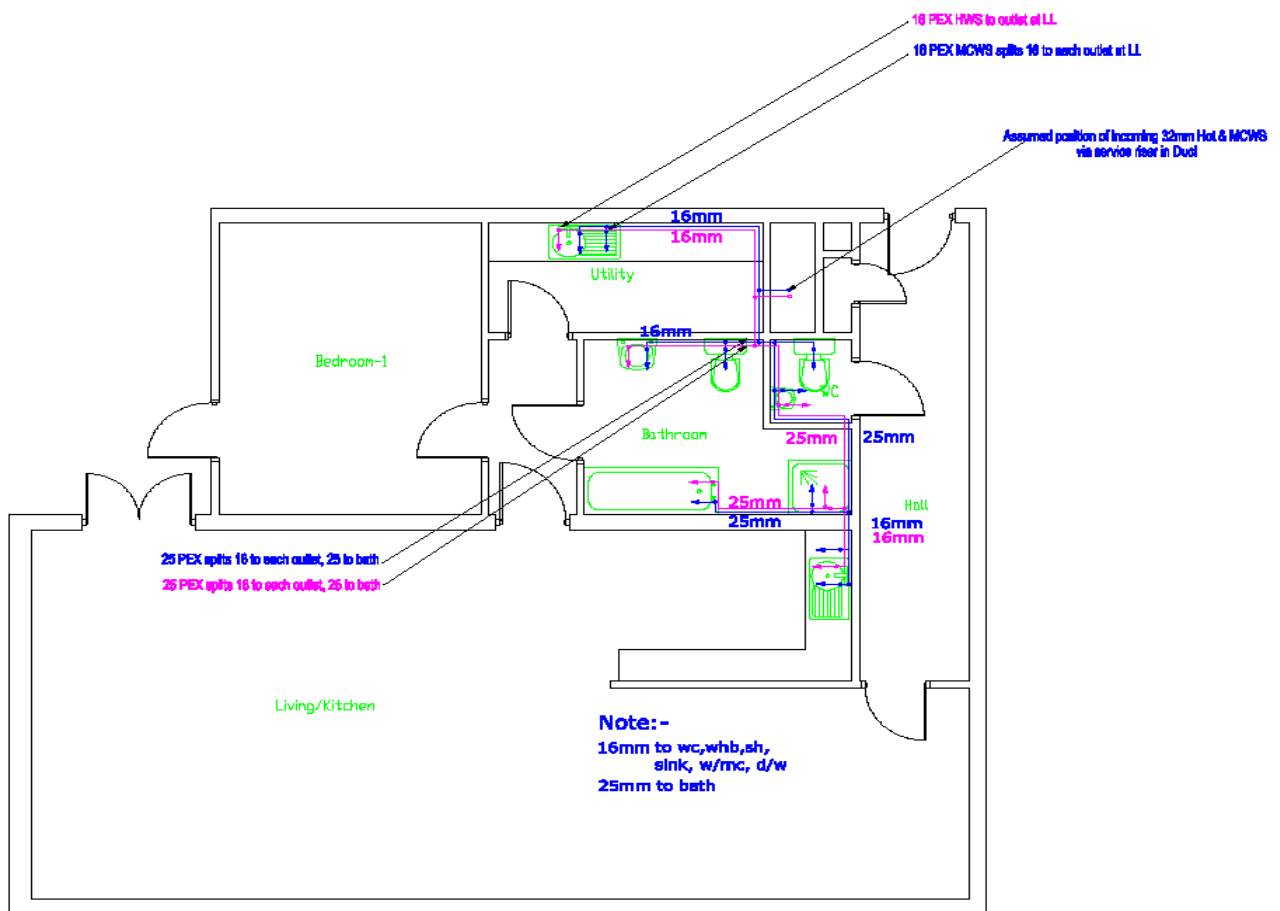 16 PEX HWS to outlet at LL
16 PEX MCWS splits 16 to each outlet at LL
Assumed position of incoming 32mm Hot & MCWS
via service riser in Duct
16mm
16mm
Utility
16mm
Bedroom-1
WC
Bathroom
25mm
25mm
25mm
25mm
Hall
16mm
16mm
25 PEX splits 16 to each outlet, 25 to bath
25 PEX splits 16 to each outlet, 25 to bath
Living/Kitchen
Note:-
16mm to wc,whb,sh,
sink, w/mc, d/w
25mm to bath